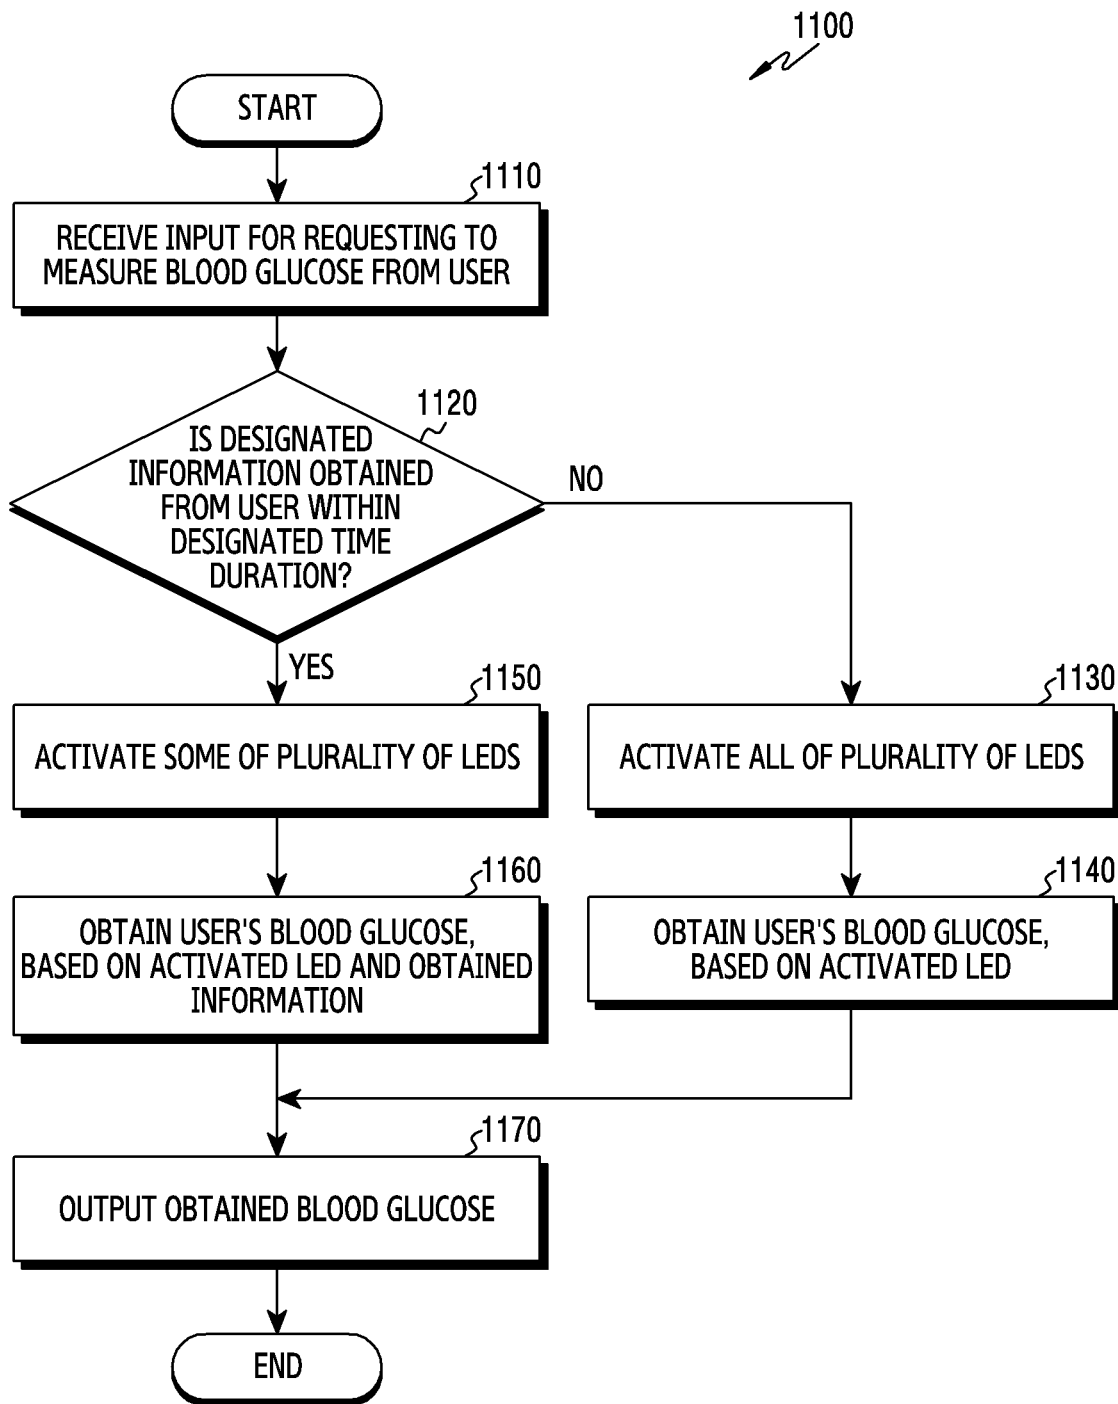 1100
START
1110
RECEIVE INPUT FOR REQUESTING TO
MEASURE BLOOD GLUCOSE FROM USER
1120
IS DESIGNATED
INFORMATION OBTAINED
FROM USER WITHIN
DESIGNATED TIME
DURATION?
NO
YES
1150
ACTIVATE SOME OF PLURALITY OF LEDS
1130
ACTIVATE ALL OF PLURALITY OF LEDS
1160
OBTAIN USER'S BLOOD GLUCOSE,
BASED ON ACTIVATED LED AND OBTAINED
INFORMATION
1140
OBTAIN USER'S BLOOD GLUCOSE,
BASED ON ACTIVATED LED
1170
OUTPUT OBTAINED BLOOD GLUCOSE
END